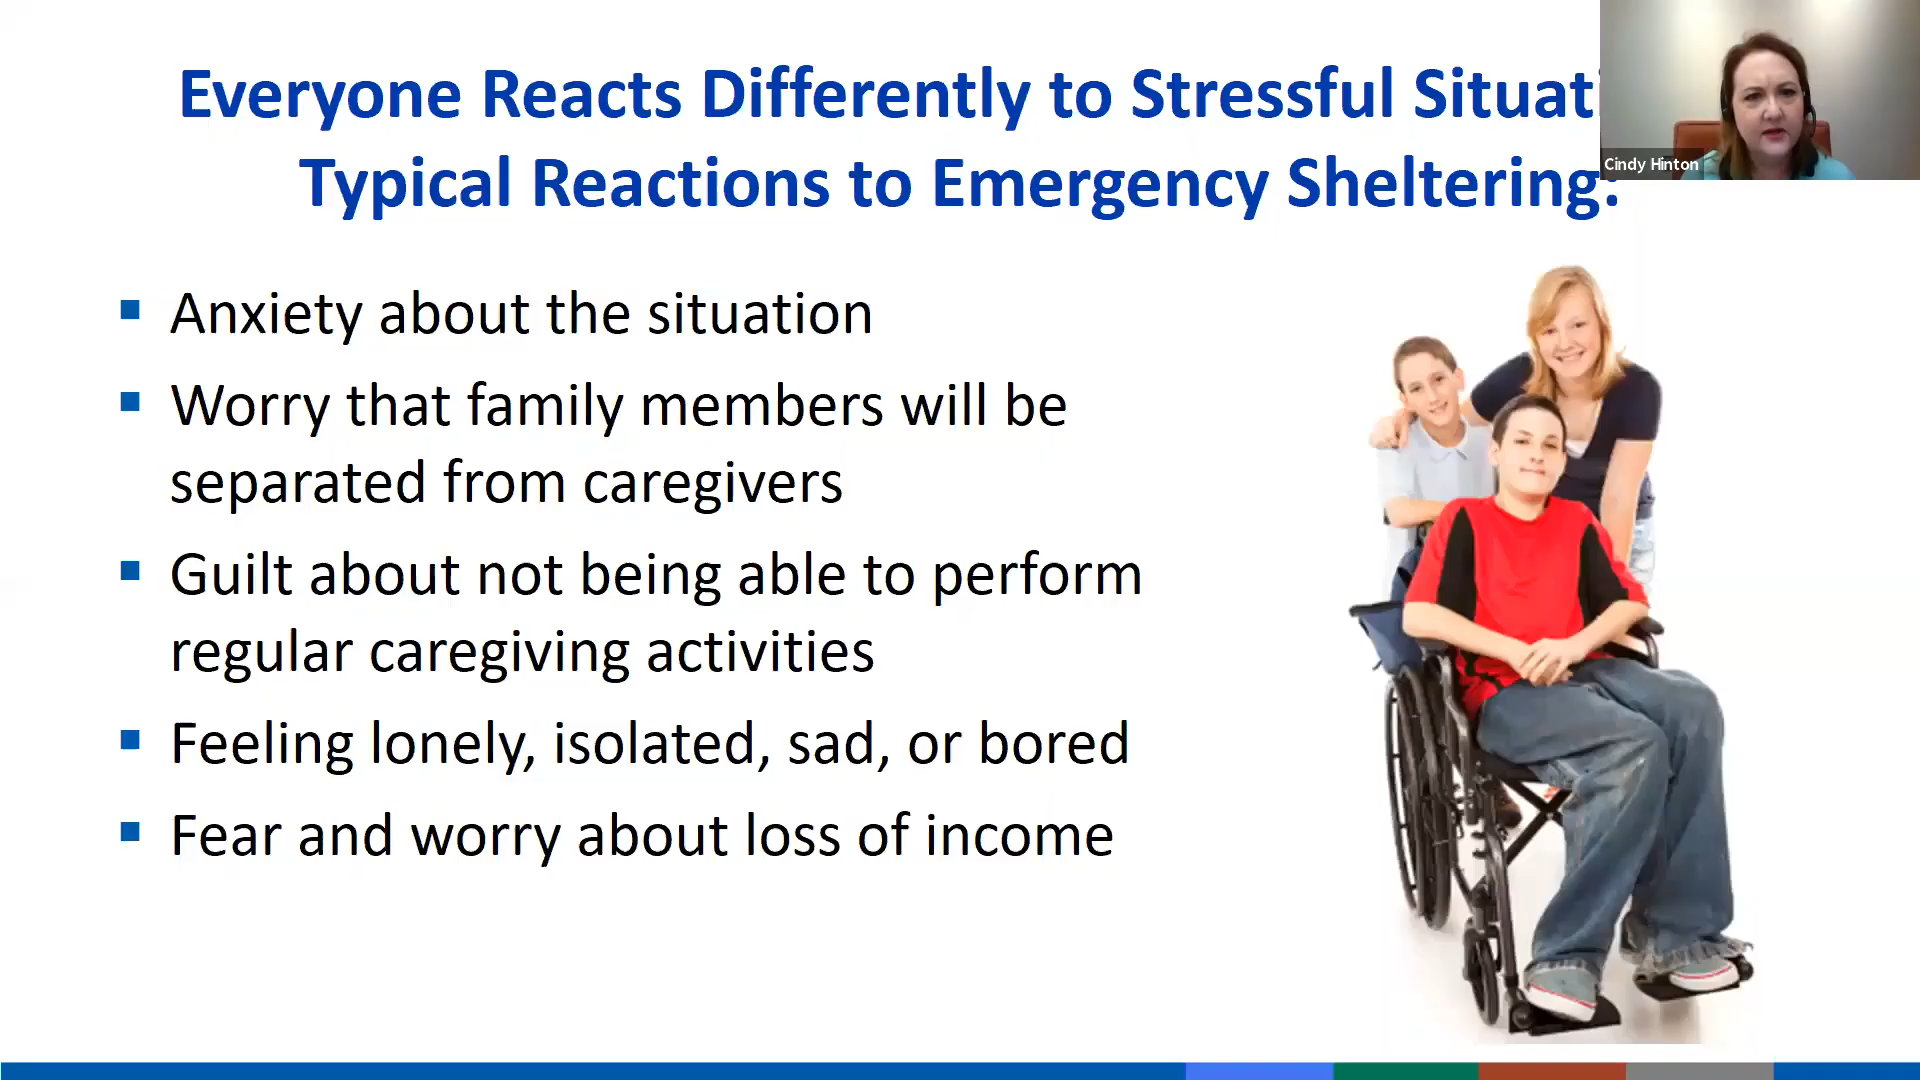 Everyone Reacts Differently to Stressful
Typical Reactions to Emergency Sheltering:
Cindy Hinton
Anxiety about the situation
Worry that family members will be
separated from caregivers
Guilt about not being able to perform
regular caregiving activities
Feeling lonely, isolated, sad, or bored
Fear and worry about loss of income